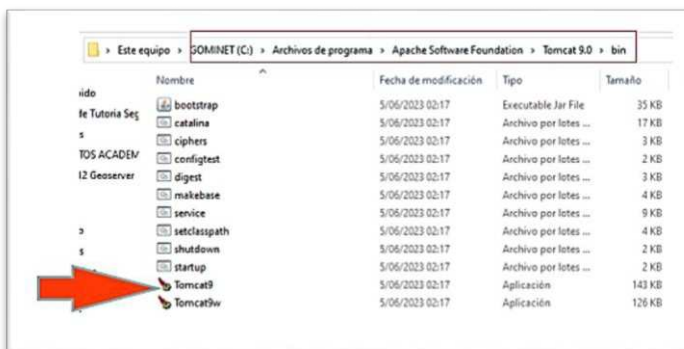 Este equipo > GOMINET (C:) > Archivos de programa > Apache Software Foundation > Tomcat 9.0 > bin
Nombre Fecha de modificación Tipo Tamaño
bootstrap 5/06/2023 02:17 Executable Jar File 35 KB
catalina 5/06/2023 02:17 Archivo por lotes ... 17 KB
ciphers 5/06/2023 02:17 Archivo por lotes ... 3 KB
configtest 5/06/2023 02:17 Archivo por lotes ... 2 KB
digest 5/06/2023 02:17 Archivo por lotes ... 3 KB
makebase 5/06/2023 02:17 Archivo por lotes ... 4 KB
service 5/06/2023 02:17 Archivo por lotes ... 9 KB
setclasspath 5/06/2023 02:17 Archivo por lotes ... 4 KB
shutdown 5/06/2023 02:17 Archivo por lotes ... 2 KB
startup 5/06/2023 02:17 Archivo por lotes ... 2 KB
Tomcat9 5/06/2023 02:17 Aplicación 143 KB
Tomcat9w 5/06/2023 02:17 Aplicación 126 KB
ido
fe Tutoria Seg
s
TOS ACADEM
I2 Geoserver
s